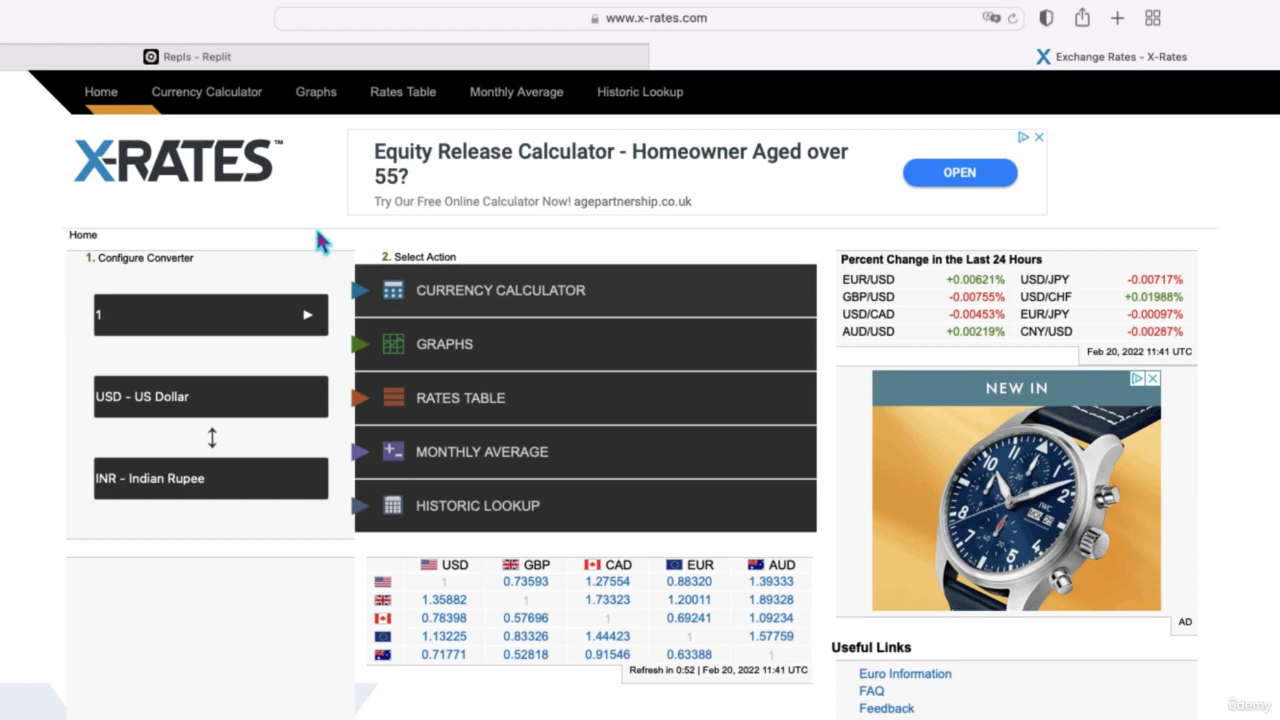 www.x-rates.com
Repls - Replit
Exchange Rates - X-Rates
Home Currency Calculator Graphs Rates Table Monthly Average Historic Lookup
X-RATES™
Equity Release Calculator - Homeowner Aged over
55?
Try Our Free Online Calculator Now! agepartnership.co.uk
OPEN
Home
1. Configure Converter
1
USD - US Dollar
INR - Indian Rupee
2. Select Action
CURRENCY CALCULATOR
GRAPHS
RATES TABLE
MONTHLY AVERAGE
HISTORIC LOOKUP
USD GBP CAD EUR AUD
1 0.73593 1.27554 0.88320 1.39333
1.35882 1 1.73323 1.20011 1.89328
0.78398 0.57696 1 0.69241 1.09234
1.13225 0.83326 1.44423 1 1.57759
0.71771 0.52818 0.91546 0.63388 1
Refresh in 0:52 | Feb 20, 2022 11:41 UTC
Percent Change in the Last 24 Hours
EUR/USD +0.00621% USD/JPY -0.00717%
GBP/USD -0.00755% USD/CHF +0.01988%
USD/CAD -0.00453% EUR/JPY -0.00097%
AUD/USD +0.00219% CNY/USD -0.00287%
Feb 20, 2022 11:41 UTC
NEW IN
10
2
8
4
5
IWC
AD
Useful Links
Euro Information
FAQ
Feedback
ûdemy